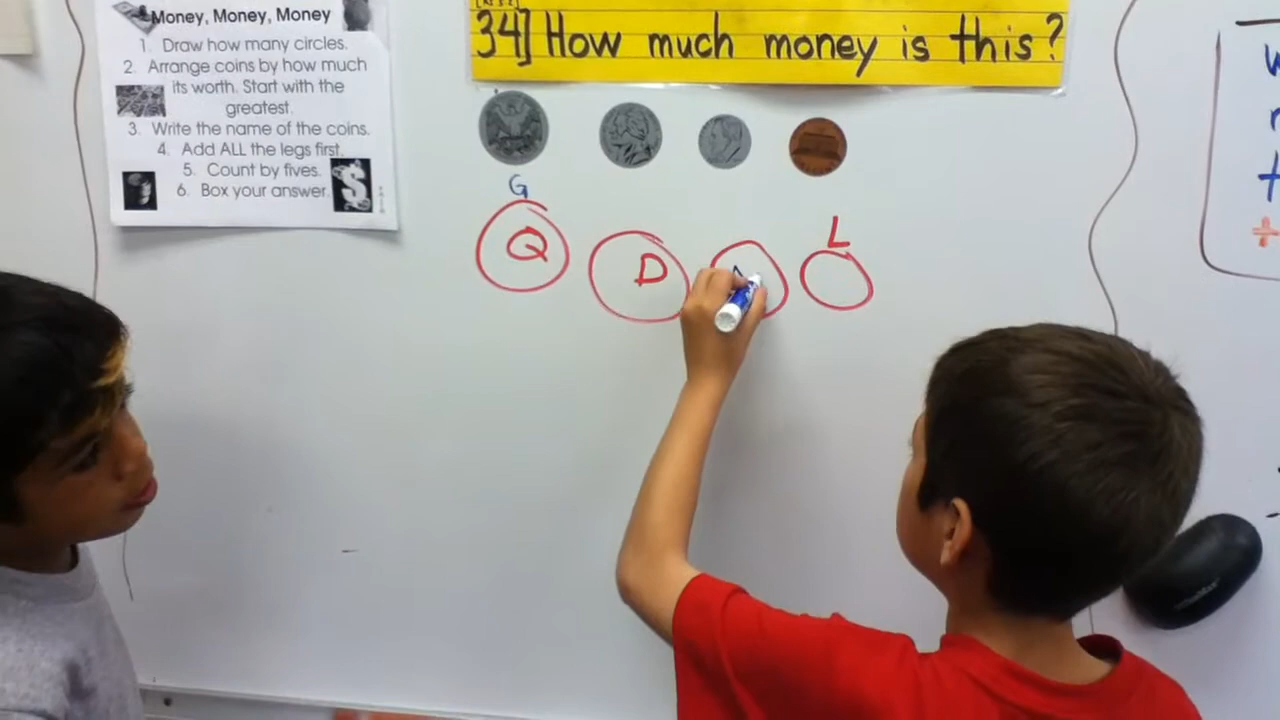 Money, Money, Money
1. Draw how many circles.
2. Arrange coins by how much
its worth. Start with the
greatest.
3. Write the name of the coins.
4. Add ALL the legs first.
5. Count by fives.
6. Box your answer.
34] How much money is this?
G
L
Q
D